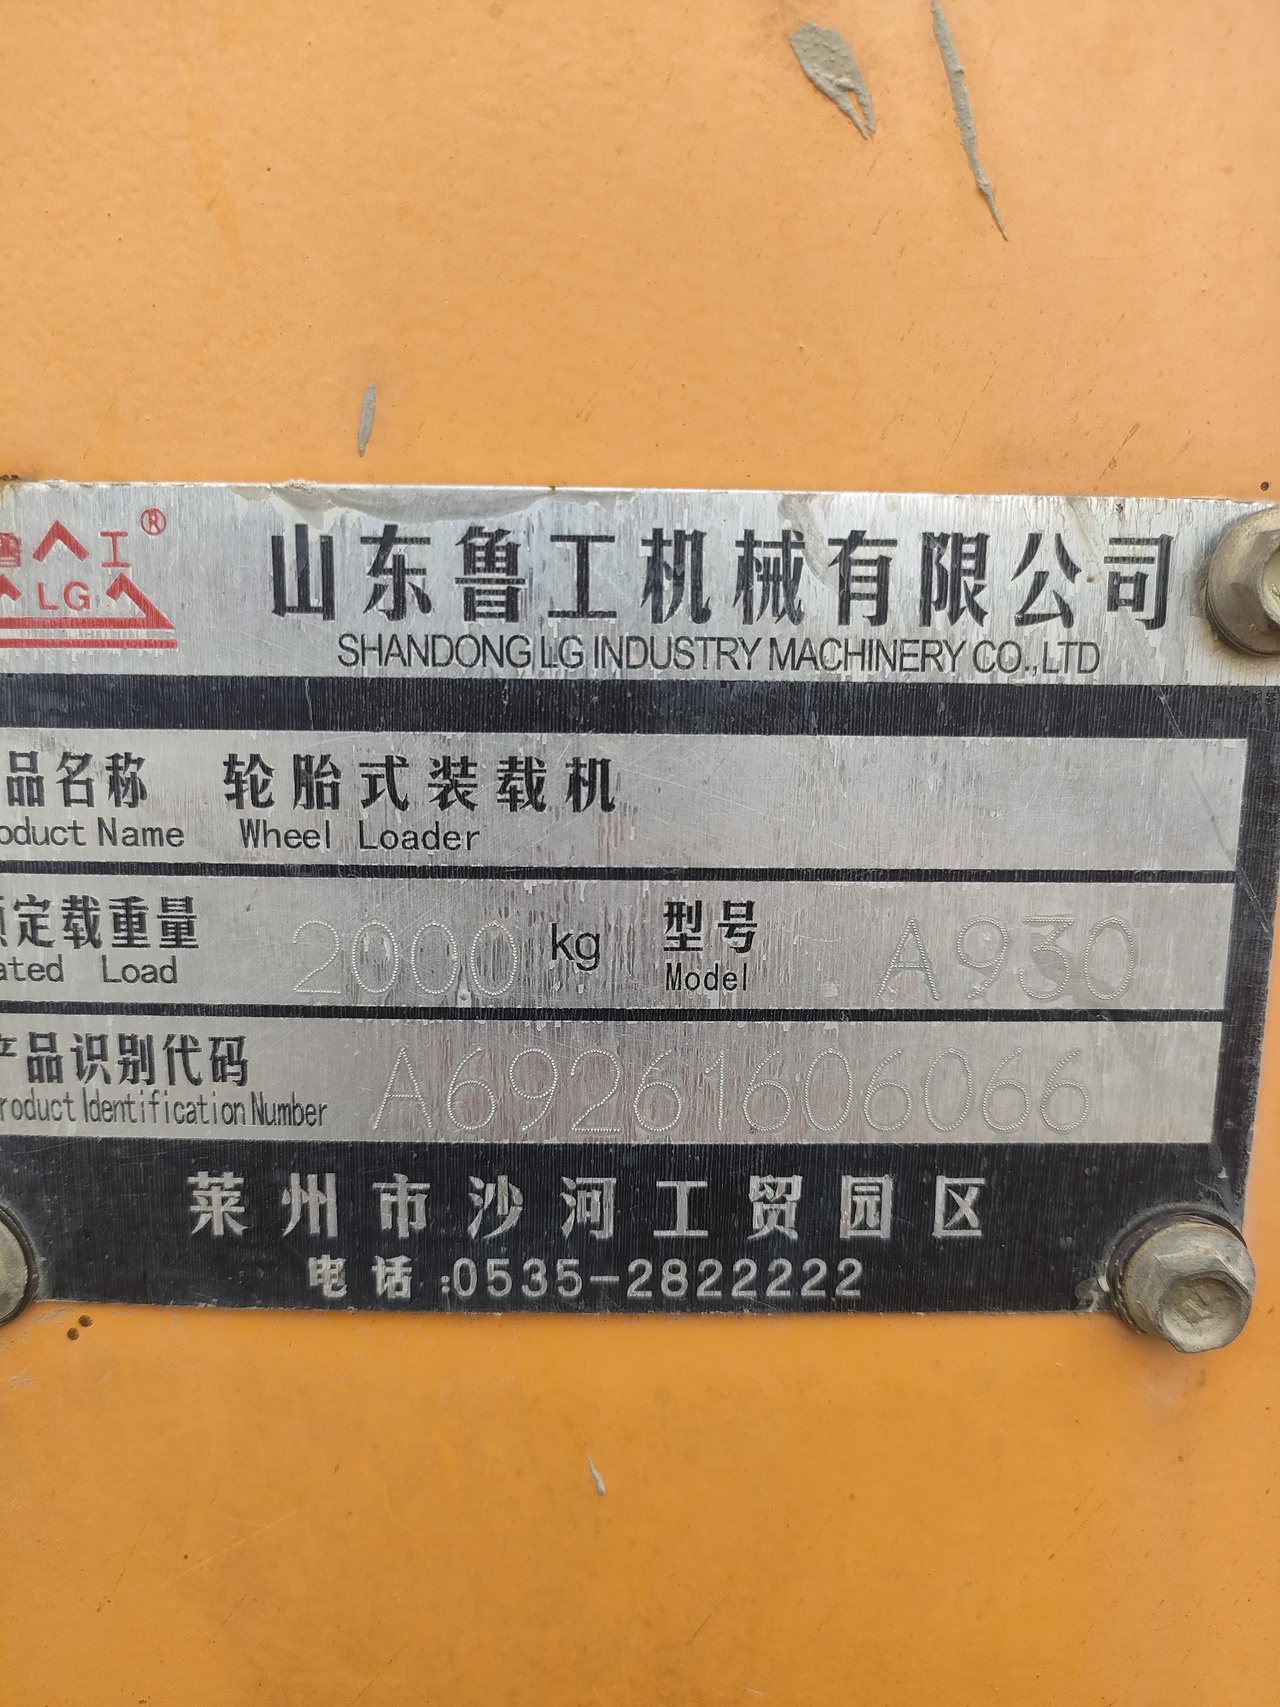 鲁工®
LG
山东鲁工机械有限公司
SHANDONG LG INDUSTRY MACHINERY CO.,LTD
品名称 轮胎式装载机
oduct Name Wheel Loader
定载重量 2000 kg 型号 A930
ated Load Model
产品识别代码 A69261606066
roduct Identification Number
莱州市沙河工贸园区
电话:0535-2822222